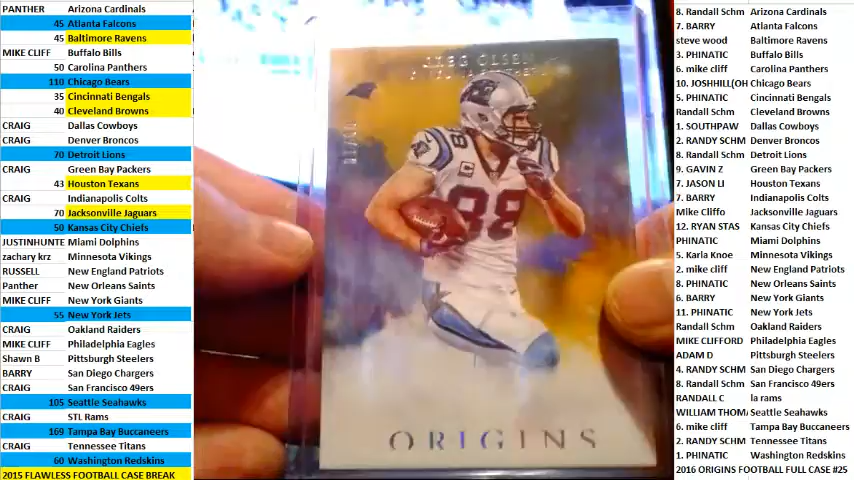 PANTHER Arizona Cardinals
45 Atlanta Falcons
45 Baltimore Ravens
MIKE CLIFF Buffalo Bills
50 Carolina Panthers
110 Chicago Bears
35 Cincinnati Bengals
40 Cleveland Browns
CRAIG Dallas Cowboys
CRAIG Denver Broncos
70 Detroit Lions
CRAIG Green Bay Packers
43 Houston Texans
CRAIG Indianapolis Colts
70 Jacksonville Jaguars
50 Kansas City Chiefs
JUSTINHUNTE Miami Dolphins
zachary krz Minnesota Vikings
RUSSELL New England Patriots
Panther New Orleans Saints
MIKE CLIFF New York Giants
55 New York Jets
CRAIG Oakland Raiders
MIKE CLIFF Philadelphia Eagles
Shawn B Pittsburgh Steelers
BARRY San Diego Chargers
CRAIG San Francisco 49ers
105 Seattle Seahawks
CRAIG STL Rams
169 Tampa Bay Buccaneers
CRAIG Tennessee Titans
60 Washington Redskins
2015 FLAWLESS FOOTBALL CASE BREAK
GREG OLSEN
88
88
ORIGINS
8. Randall Schm Arizona Cardinals
7. BARRY Atlanta Falcons
steve wood Baltimore Ravens
3. PHINATIC Buffalo Bills
6. mike cliff Carolina Panthers
10. JOSHHILL(OH Chicago Bears
5. PHINATIC Cincinnati Bengals
Randall Schm Cleveland Browns
1. SOUTHPAW Dallas Cowboys
2. RANDY SCHM Denver Broncos
8. Randall Schm Detroit Lions
9. GAVIN Z Green Bay Packers
7. JASON LI Houston Texans
7. BARRY Indianapolis Colts
Mike Cliffo Jacksonville Jaguars
12. RYAN STAS Kansas City Chiefs
PHINATIC Miami Dolphins
5. Karla Knoe Minnesota Vikings
2. mike cliff New England Patriots
8. PHINATIC New Orleans Saints
6. BARRY New York Giants
11. PHINATIC New York Jets
Randall Schm Oakland Raiders
MIKE CLIFFORD Philadelphia Eagles
ADAM D Pittsburgh Steelers
4. RANDY SCHM San Diego Chargers
8. Randall Schm San Francisco 49ers
RANDALL C la rams
WILLIAM THOM Seattle Seahawks
6. mike cliff Tampa Bay Buccaneers
2. RANDY SCHM Tennessee Titans
1. PHINATIC Washington Redskins
2016 ORIGINS FOOTBALL FULL CASE #25